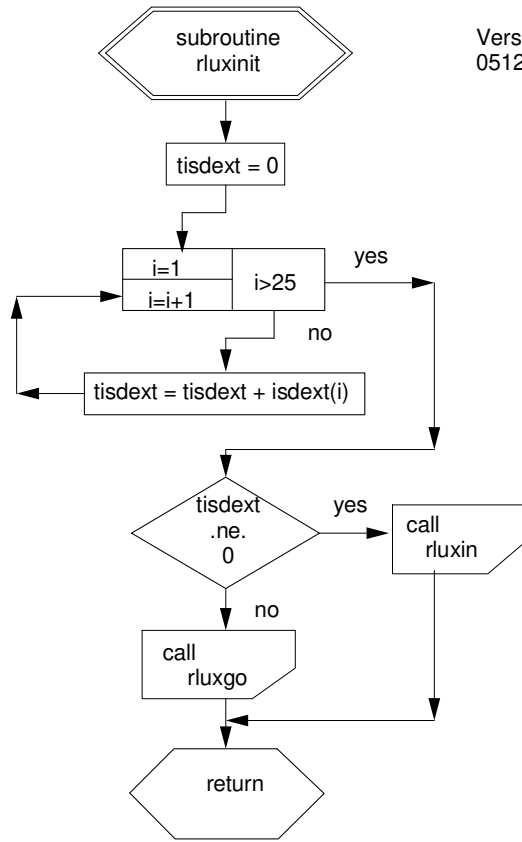 subroutine
rluxinit
Vers
0512
tisdext = 0
i=1
i=i+1
i>25
yes
no
tisdext = tisdext + isdext(i)
tisdext
.ne.
0
yes
call
rluxin
no
call
rluxgo
return